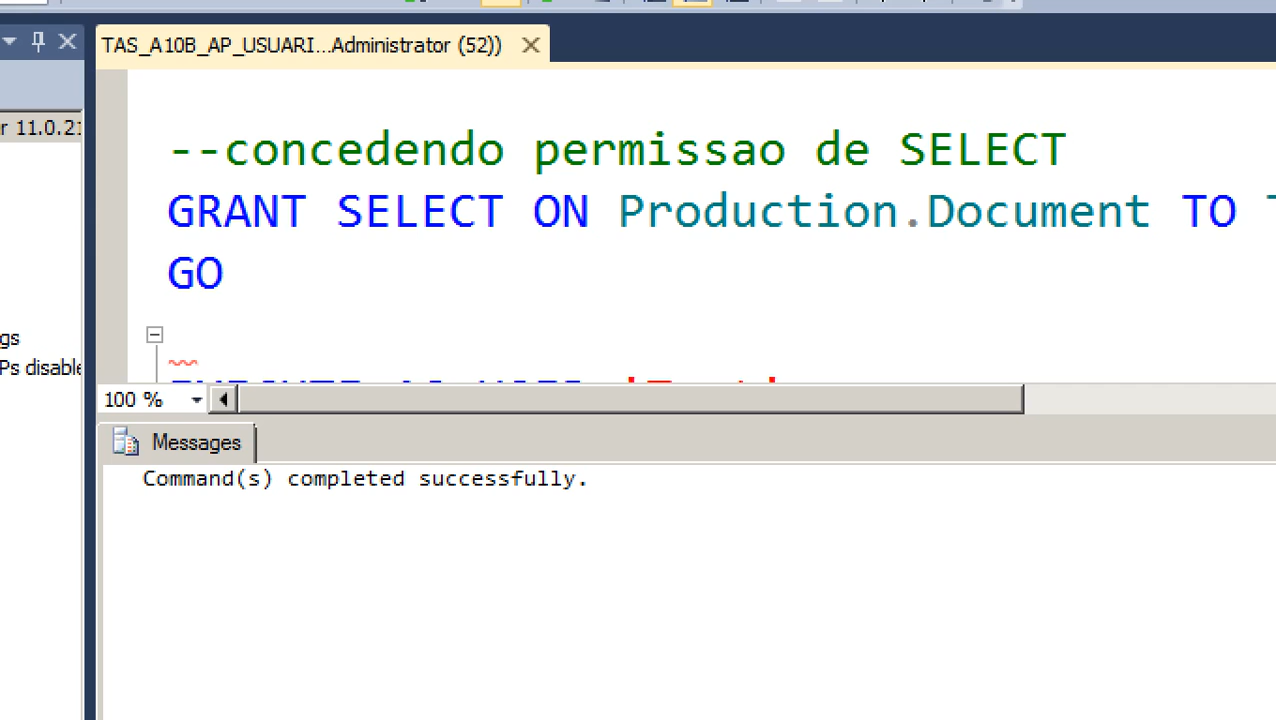 TAS_A10B_AP_USUARI...Administrator (52))
r 11.0.21
--concedendo permissao de SELECT
GRANT SELECT ON Production.Document TO
GO
gs
Ps disable
100 %
Messages
Command(s) completed successfully.